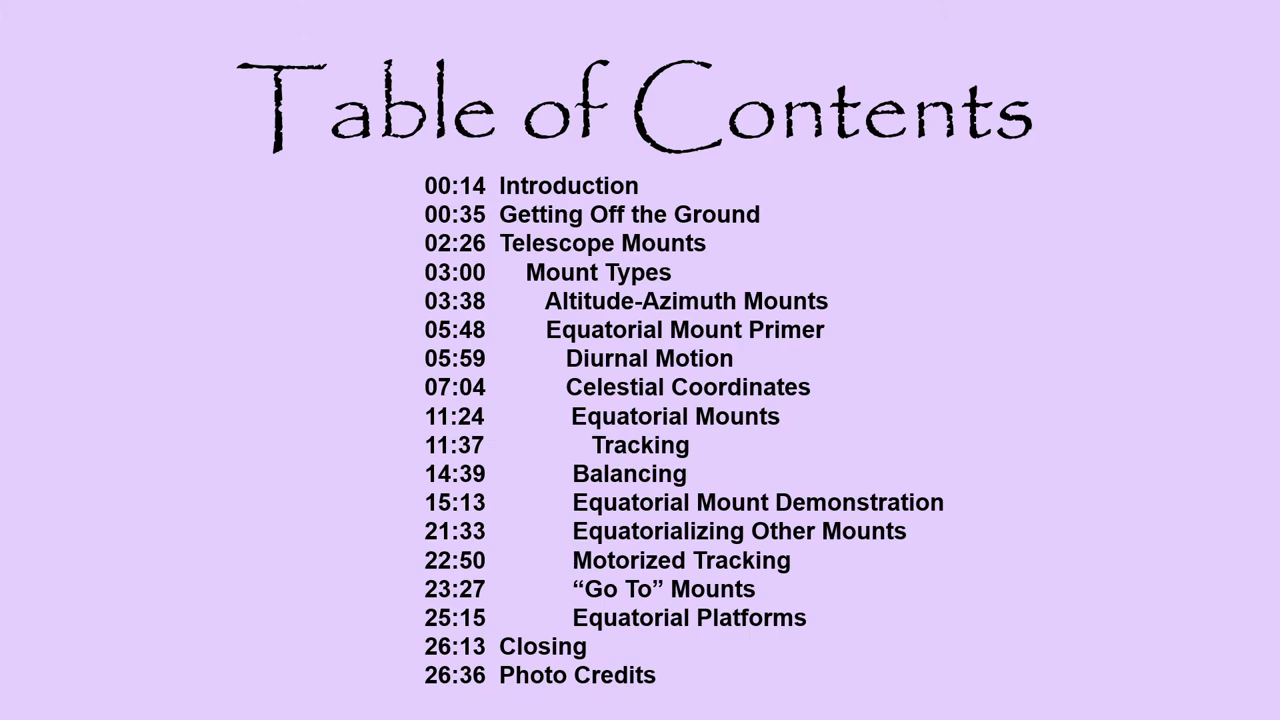 Table of Contents
00:14 Introduction
00:35 Getting Off the Ground
02:26 Telescope Mounts
03:00 Mount Types
03:38 Altitude-Azimuth Mounts
05:48 Equatorial Mount Primer
05:59 Diurnal Motion
07:04 Celestial Coordinates
11:24 Equatorial Mounts
11:37 Tracking
14:39 Balancing
15:13 Equatorial Mount Demonstration
21:33 Equatorializing Other Mounts
22:50 Motorized Tracking
23:27 “Go To” Mounts
25:15 Equatorial Platforms
26:13 Closing
26:36 Photo Credits